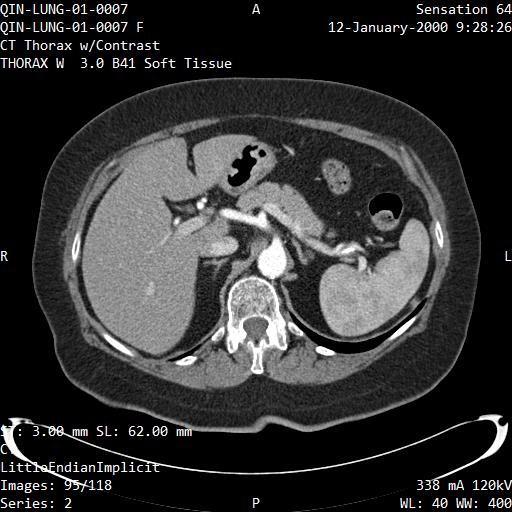 QIN-LUNG-01-0007 A Sensation 64
QIN-LUNG-01-0007 F 12-January-2000 9:28:26
CT Thorax w/Contrast
THORAX W 3.0 B41 Soft Tissue
R L
: 3.00 mm SL: 62.00 mm
LittleEndianImplicit
Images: 95/118 338 mA 120kV
Series: 2 P WL: 40 WW: 400